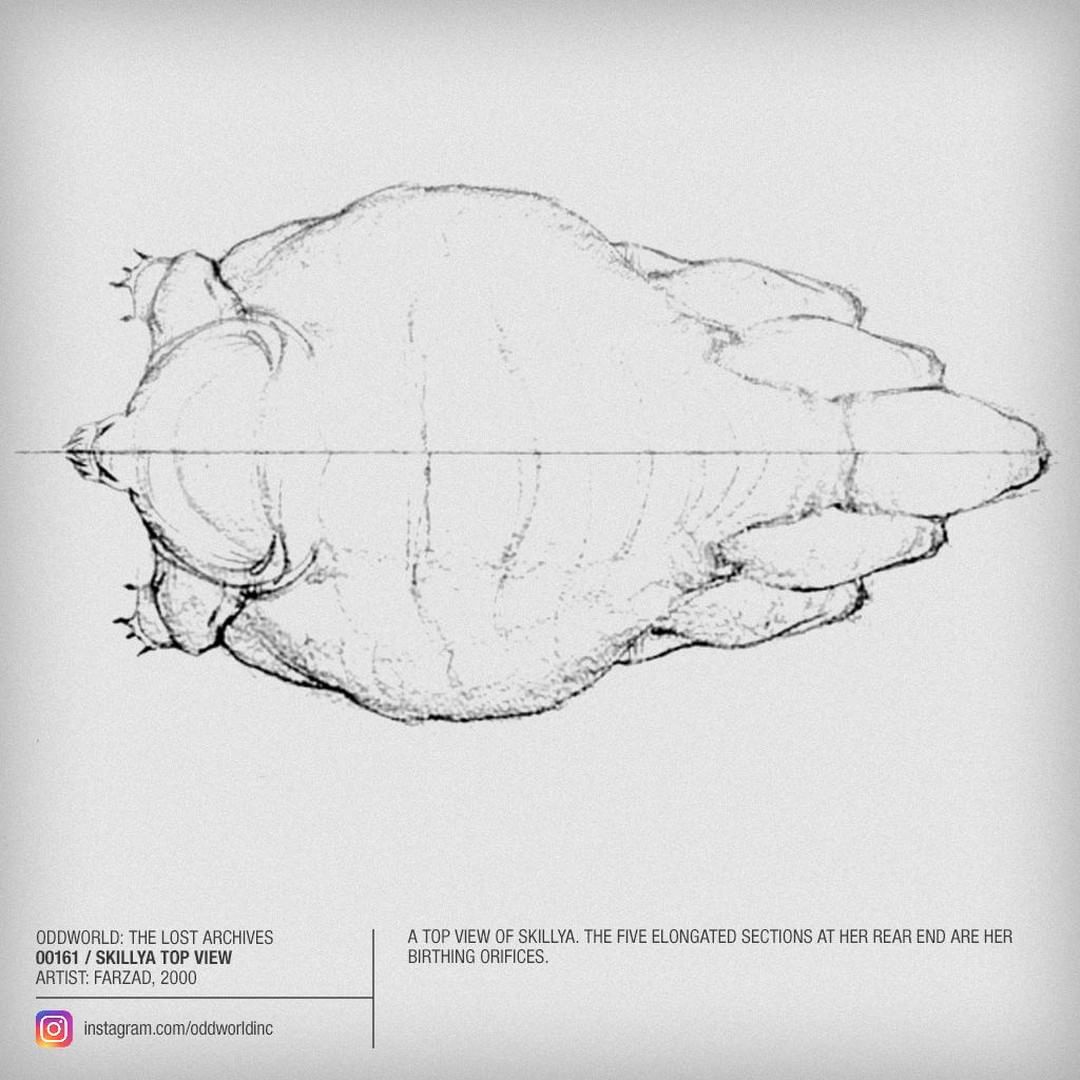 ODDWORLD: THE LOST ARCHIVES
00161 / SKILLYA TOP VIEW
ARTIST: FARZAD, 2000
instagram.com/oddworldinc
A TOP VIEW OF SKILLYA. THE FIVE ELONGATED SECTIONS AT HER REAR END ARE HER
BIRTHING ORIFICES.